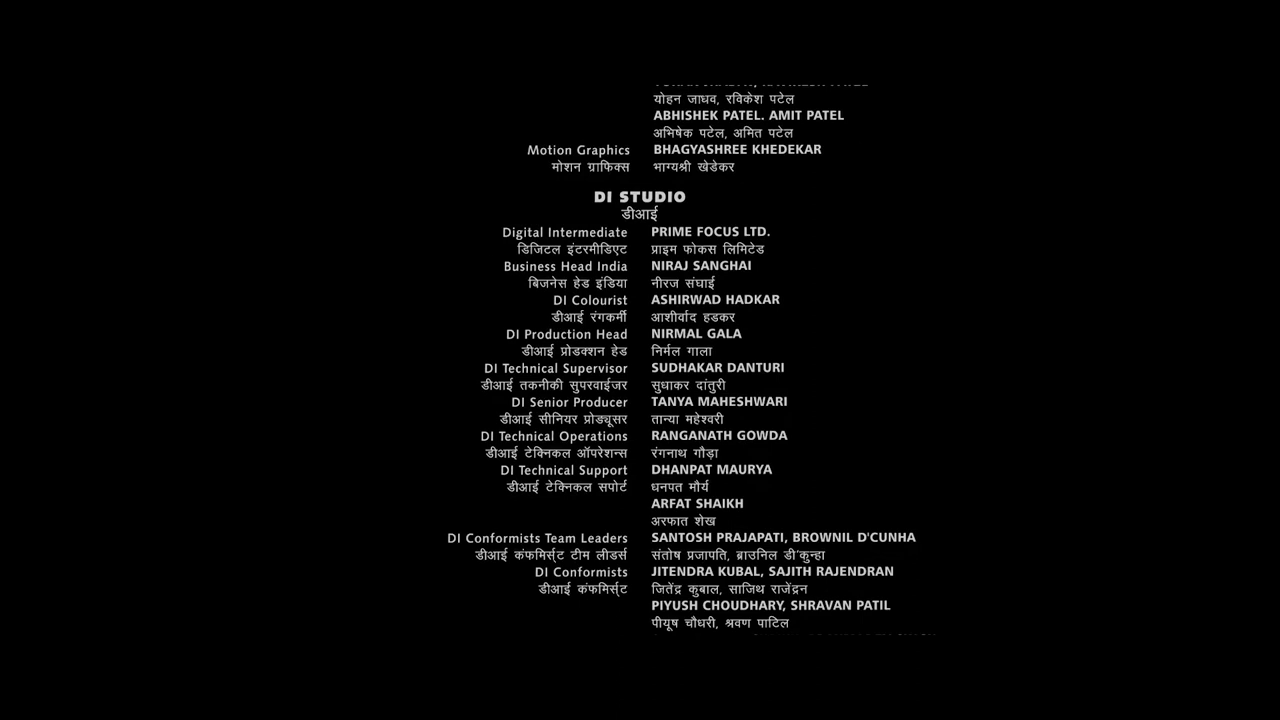 योहन जाधव, रविकेश पटेल
ABHISHEK PATEL. AMIT PATEL
अभिषेक पटेल, अमित पटेल
Motion Graphics BHAGYASHREE KHEDEKAR
मोशन ग्राफिक्स भाग्यश्री खेडेकर
DI STUDIO
डीआई
Digital Intermediate PRIME FOCUS LTD.
डिजिटल इंटरमीडिएट प्राइम फोकस लिमिटेड
Business Head India NIRAJ SANGHAI
बिजनेस हेड इंडिया नीरज संघाई
DI Colourist ASHIRWAD HADKAR
डीआई रंगकर्मी आशीर्वाद हडकर
DI Production Head NIRMAL GALA
डीआई प्रोडक्शन हेड निर्मल गाला
DI Technical Supervisor SUDHAKAR DANTURI
डीआई तकनीकी सुपरवाईजर सुधाकर दांतुरी
DI Senior Producer TANYA MAHESHWARI
डीआई सीनियर प्रोड्यूसर तान्या महेश्वरी
DI Technical Operations RANGANATH GOWDA
डीआई टेक्निकल ऑपरेशन्स रंगनाथ गौड़ा
DI Technical Support DHANPAT MAURYA
डीआई टेक्निकल सपोर्ट धनपत मौर्य
ARFAT SHAIKH
अरफात शेख
DI Conformists Team Leaders SANTOSH PRAJAPATI, BROWNIL D'CUNHA
डीआई कंफमिर्स्ट टीम लीडर्स संतोष प्रजापति, ब्राउनिल डी'कुन्हा
DI Conformists JITENDRA KUBAL, SAJITH RAJENDRAN
डीआई कंफमिर्स्ट जितेंद्र कुबाल, साजिथ राजेंद्रन
PIYUSH CHOUDHARY, SHRAVAN PATIL
पीयूष चौधरी, श्रवण पाटिल